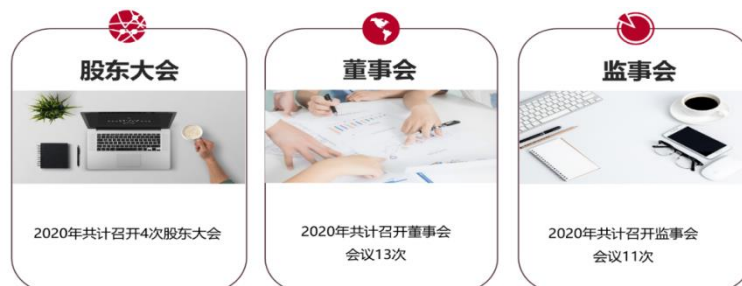 股东大会
2020年共计召开4次股东大会
董事会
2020年共计召开董事会
会议13次
监事会
2020年共计召开监事会
会议11次